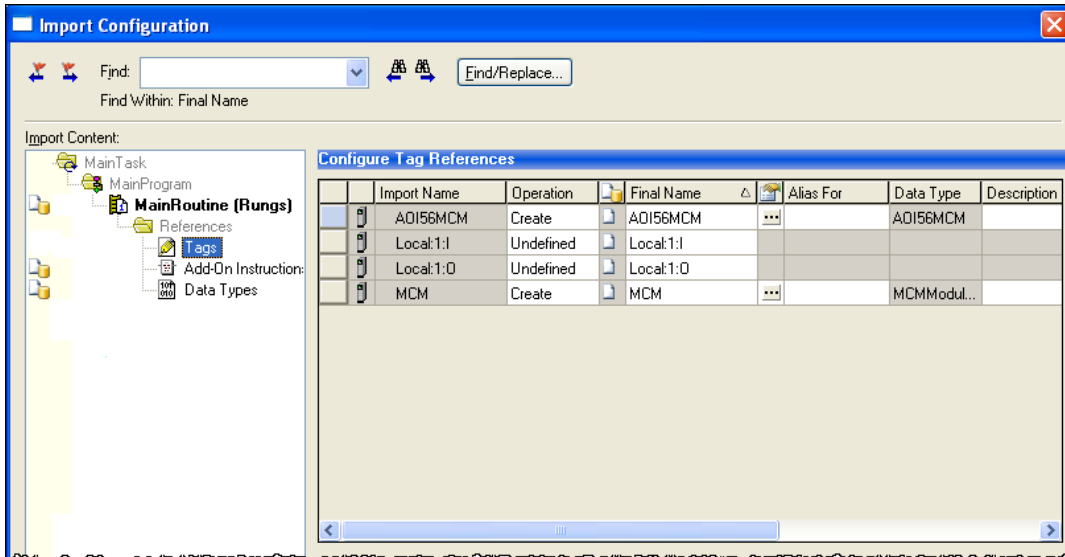 Import Configuration
Find:
Find/Replace...
Find Within: Final Name
Import Content:
MainTask
MainProgram
MainRoutine (Rungs)
References
Tags
Add-On Instruction:
Data Types
Configure Tag References
Import Name Operation Final Name Alias For Data Type Description
AOI56MCM Create AOI56MCM ... AOI56MCM
Local:1:I Undefined Local:1:I
Local:1:O Undefined Local:1:O
MCM Create MCM ... MCMModul...